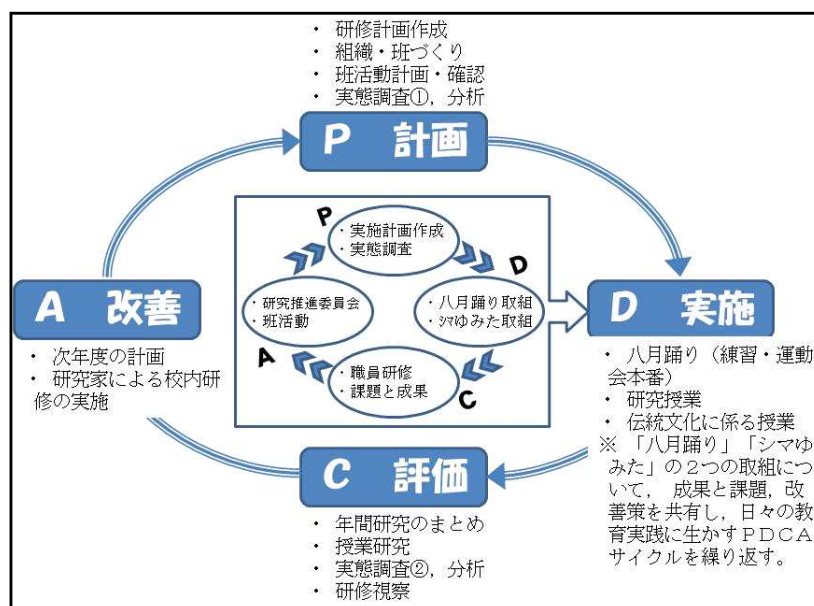 ・ 研修計画作成
・ 組織・班づくり
・ 班活動計画・確認
・ 実態調査①，分析
P 計画
P
・実施計画作成
・実態調査
D
・八月踊り取組
・ｼﾏゆみた取組
・研究推進委員会
・班活動
A
・職員研修
・課題と成果
C
A 改善
・ 次年度の計画
・ 研究家による校内研
修の実施
D 実施
・ 八月踊り（練習・運動
会本番）
・ 研究授業
・ 伝統文化に係る授業
※ 「八月踊り」「シマゆ
みた」の２つの取組につ
いて， 成果と課題，改
善策を共有し，日々の教
育実践に生かすＰＤＣＡ
サイクルを繰り返す。
C 評価
・ 年間研究のまとめ
・ 授業研究
・ 実態調査②，分析
・ 研修視察